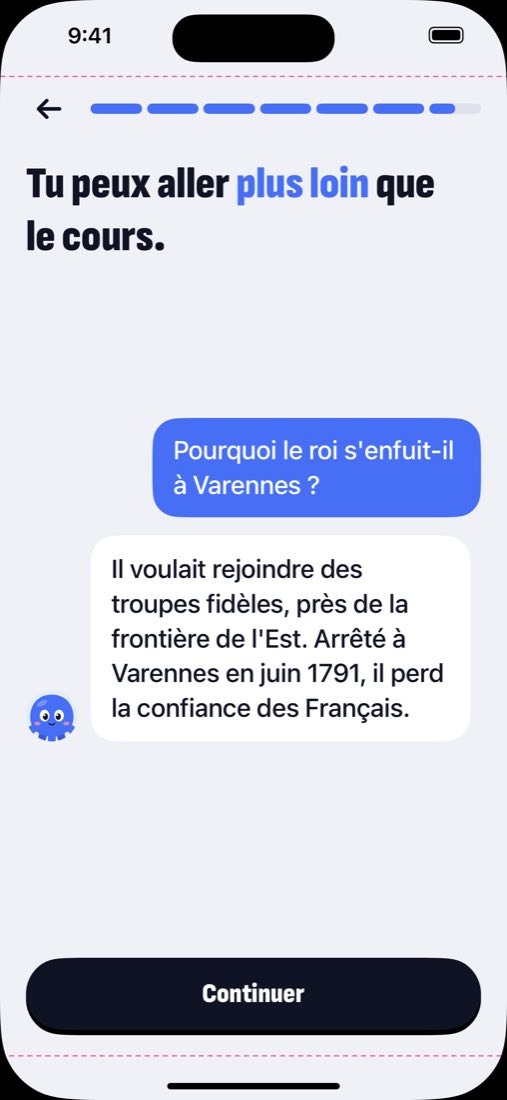 9:41
Tu peux aller plus loin que
le cours.
Pourquoi le roi s'enfuit-il
à Varennes ?
Il voulait rejoindre des
troupes fidèles, près de la
frontière de l'Est. Arrêté à
Varennes en juin 1791, il perd
la confiance des Français.
Continuer